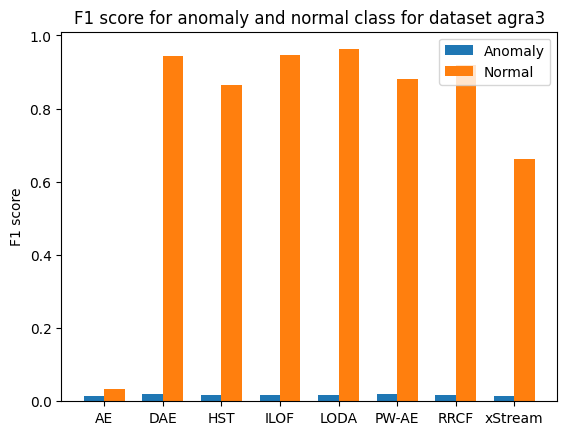 F1 score for anomaly and normal class for dataset agra3
1.0
0.8
0.6
0.4
0.2
0.0
F1 score
Anomaly
Normal
AE DAE HST ILOF LODA PW-AE RRCF xStream